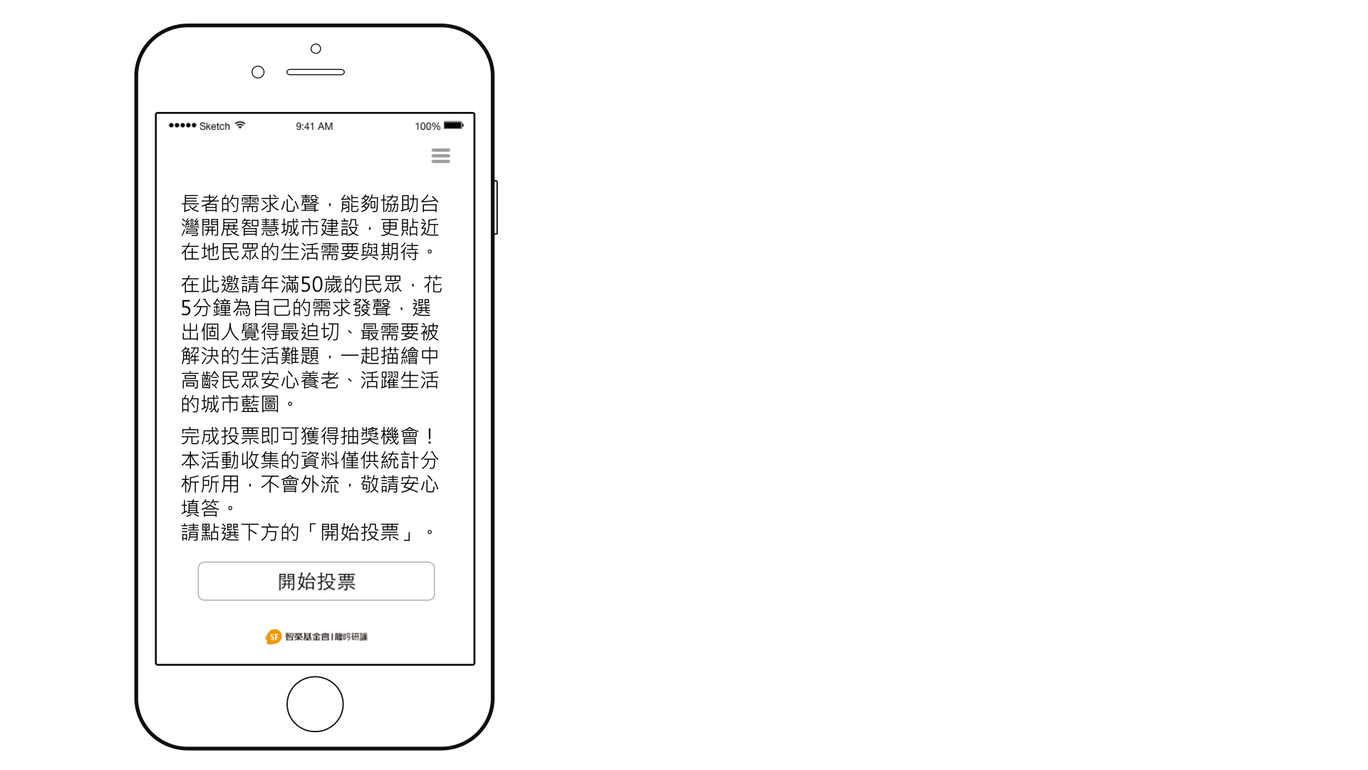 Sketch 9:41 AM 100%
長者的需求心聲，能夠協助台
灣開展智慧城市建設，更貼近
在地民眾的生活需要與期待。
在此邀請年滿50歲的民眾，花
5分鐘為自己的需求發聲，選
出個人覺得最迫切、最需要被
解決的生活難題，一起描繪中
高齡民眾安心養老、活躍生活
的城市藍圖。
完成投票即可獲得抽獎機會！
本活動收集的資料僅供統計分
析所用，不會外流，敬請安心
填答。
請點選下方的「開始投票」。
開始投票
SF 智榮基金會|龍吟研論